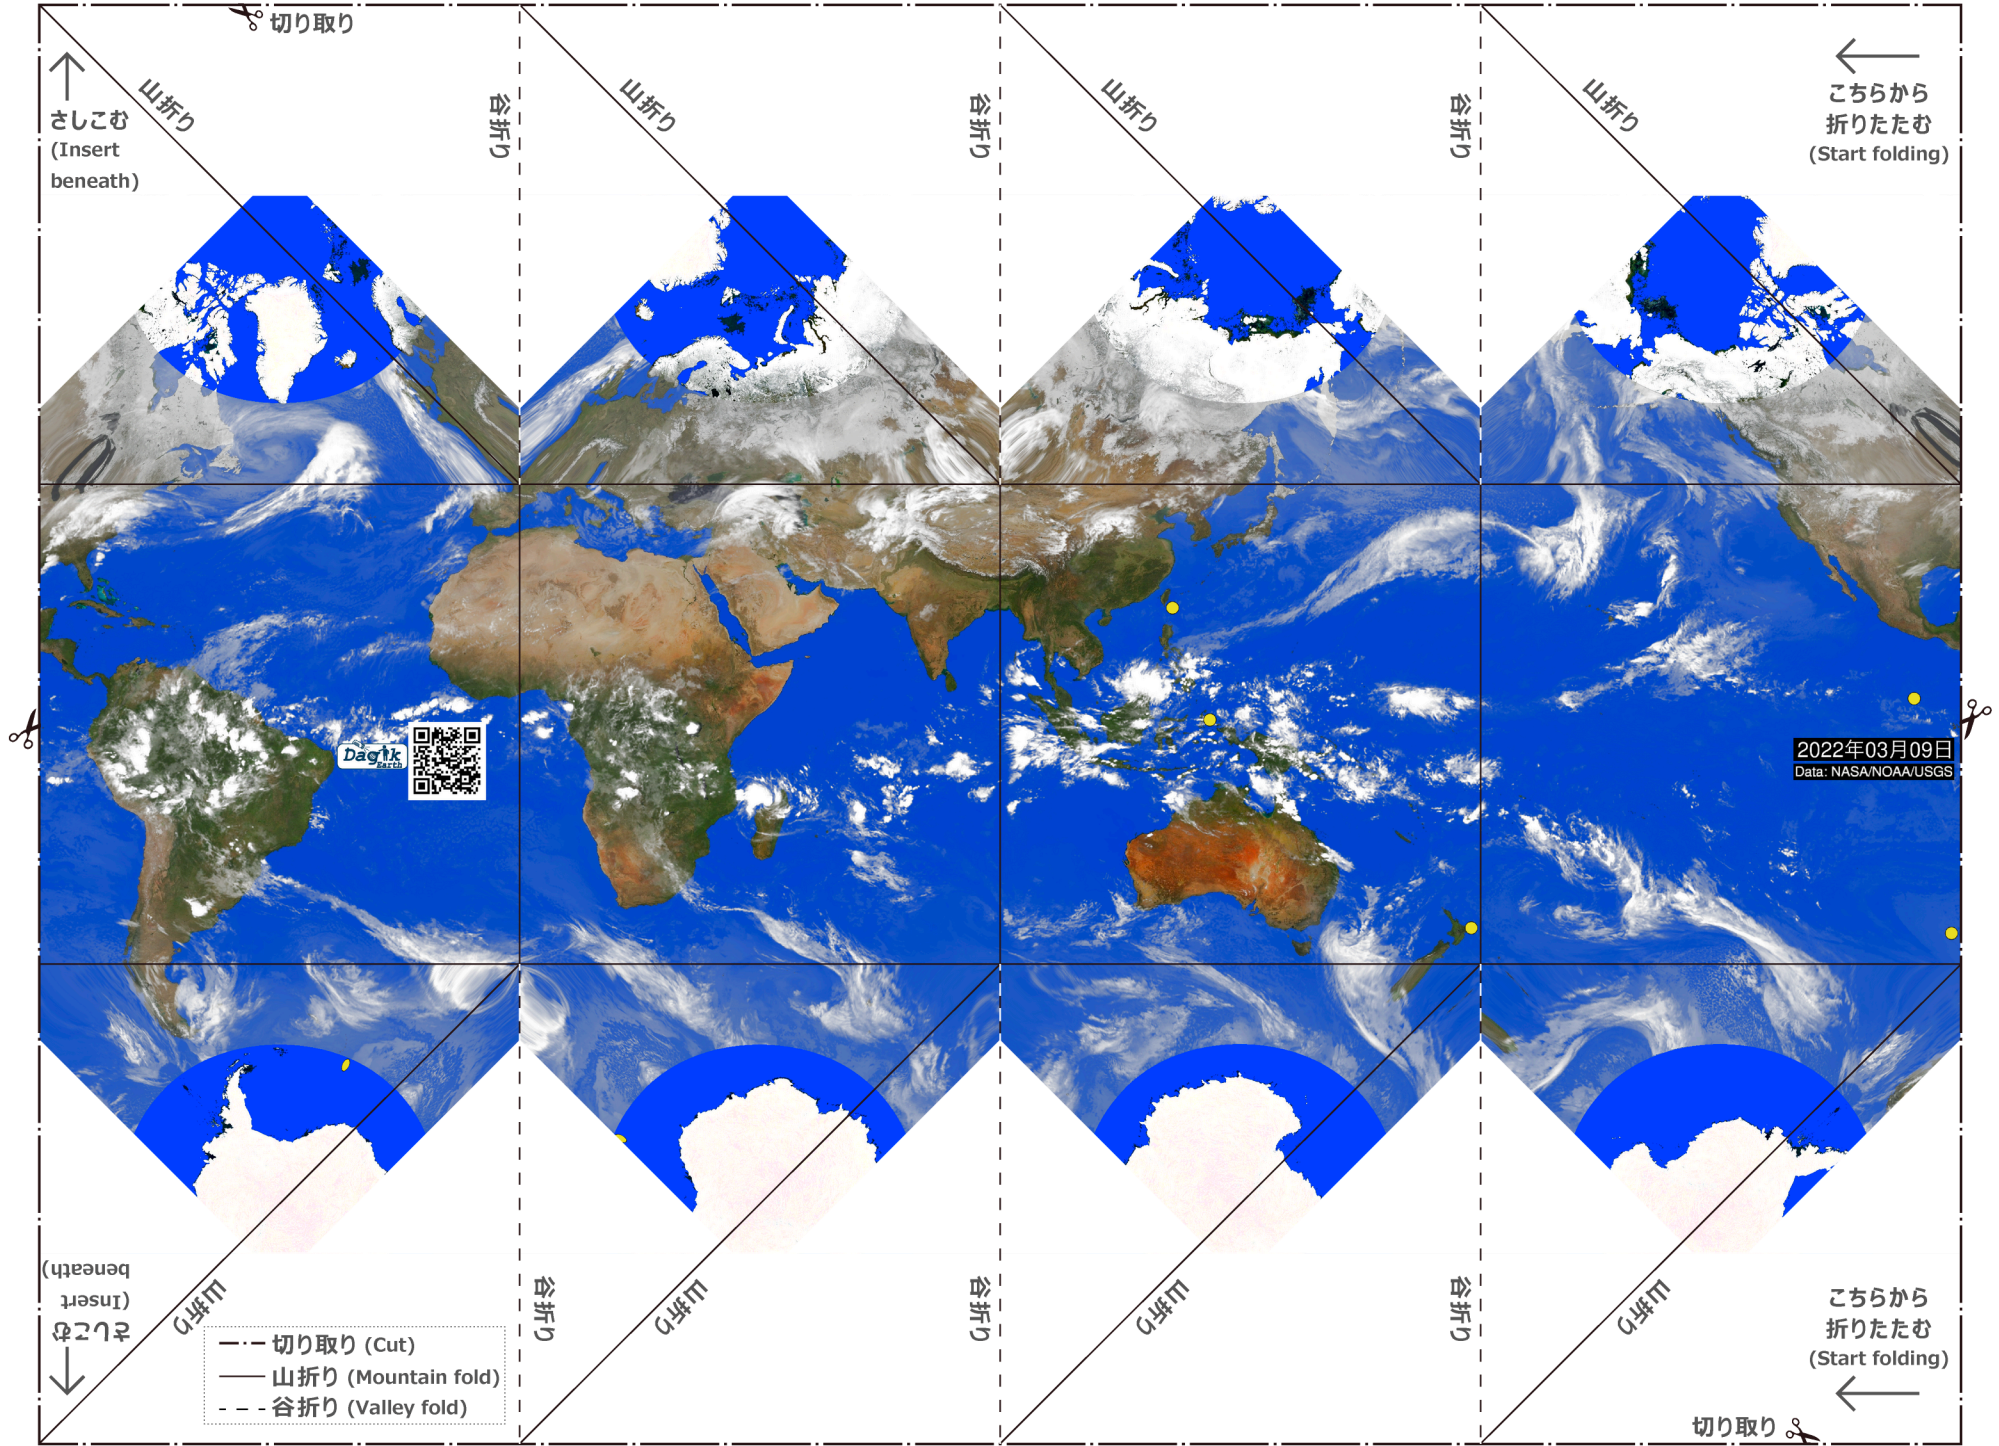 切り取り
さしこむ
(Insert
beneath)
山折り
谷折り
山折り
谷折り
山折り
谷折り
山折り
こちらから
折りたたむ
(Start folding)
Dagik
Earth
2022年03月09日
Data: NASA/NOAA/USGS
さしこむ
(Insert
beneath)
山折り
谷折り
山折り
谷折り
山折り
谷折り
山折り
こちらから
折りたたむ
(Start folding)
切り取り (Cut)
山折り (Mountain fold)
谷折り (Valley fold)
切り取り